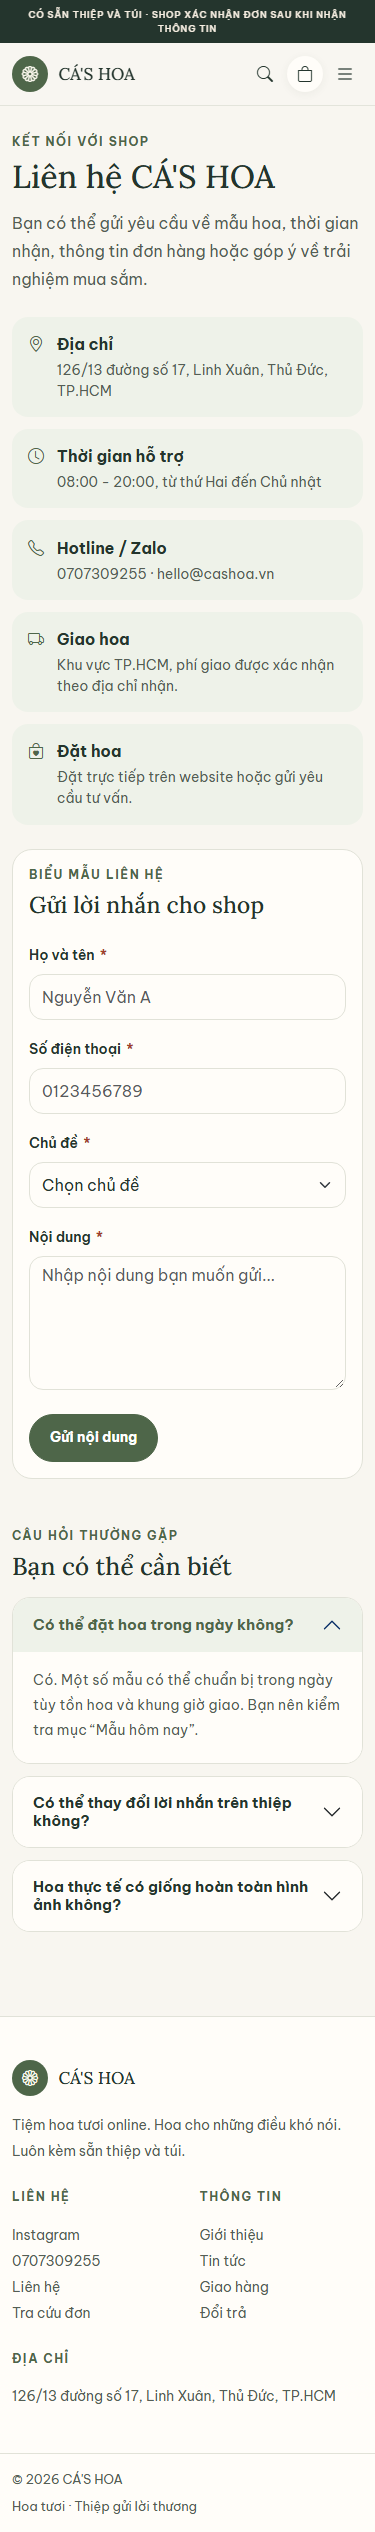 CÓ SẴN THIỆP VÀ TÚI · SHOP XÁC NHẬN ĐƠN SAU KHI NHẬN
THÔNG TIN
CÁ'S HOA
KẾT NỐI VỚI SHOP
Liên hệ CÁ'S HOA
Bạn có thể gửi yêu cầu về mẫu hoa, thời gian
nhận, thông tin đơn hàng hoặc góp ý về trải
nghiệm mua sắm.
Địa chỉ
126/13 đường số 17, Linh Xuân, Thủ Đức,
TP.HCM
Thời gian hỗ trợ
08:00 - 20:00, từ thứ Hai đến Chủ nhật
Hotline / Zalo
0707309255 · hello@cashoa.vn
Giao hoa
Khu vực TP.HCM, phí giao được xác nhận
theo địa chỉ nhận.
Đặt hoa
Đặt trực tiếp trên website hoặc gửi yêu
cầu tư vấn.
BIỂU MẪU LIÊN HỆ
Gửi lời nhắn cho shop
Họ và tên *
Nguyễn Văn A
Số điện thoại *
0123456789
Chủ đề *
Chọn chủ đề
Nội dung *
Nhập nội dung bạn muốn gửi...
Gửi nội dung
CÂU HỎI THƯỜNG GẶP
Bạn có thể cần biết
Có thể đặt hoa trong ngày không?
Có. Một số mẫu có thể chuẩn bị trong ngày
tùy tồn hoa và khung giờ giao. Bạn nên kiểm
tra mục “Mẫu hôm nay”.
Có thể thay đổi lời nhắn trên thiệp
không?
Hoa thực tế có giống hoàn toàn hình
ảnh không?
CÁ'S HOA
Tiệm hoa tươi online. Hoa cho những điều khó nói.
Luôn kèm sẵn thiệp và túi.
LIÊN HỆ
Instagram
0707309255
Liên hệ
Tra cứu đơn
THÔNG TIN
Giới thiệu
Tin tức
Giao hàng
Đổi trả
ĐỊA CHỈ
126/13 đường số 17, Linh Xuân, Thủ Đức, TP.HCM
© 2026 CÁ'S HOA
Hoa tươi · Thiệp gửi lời thương